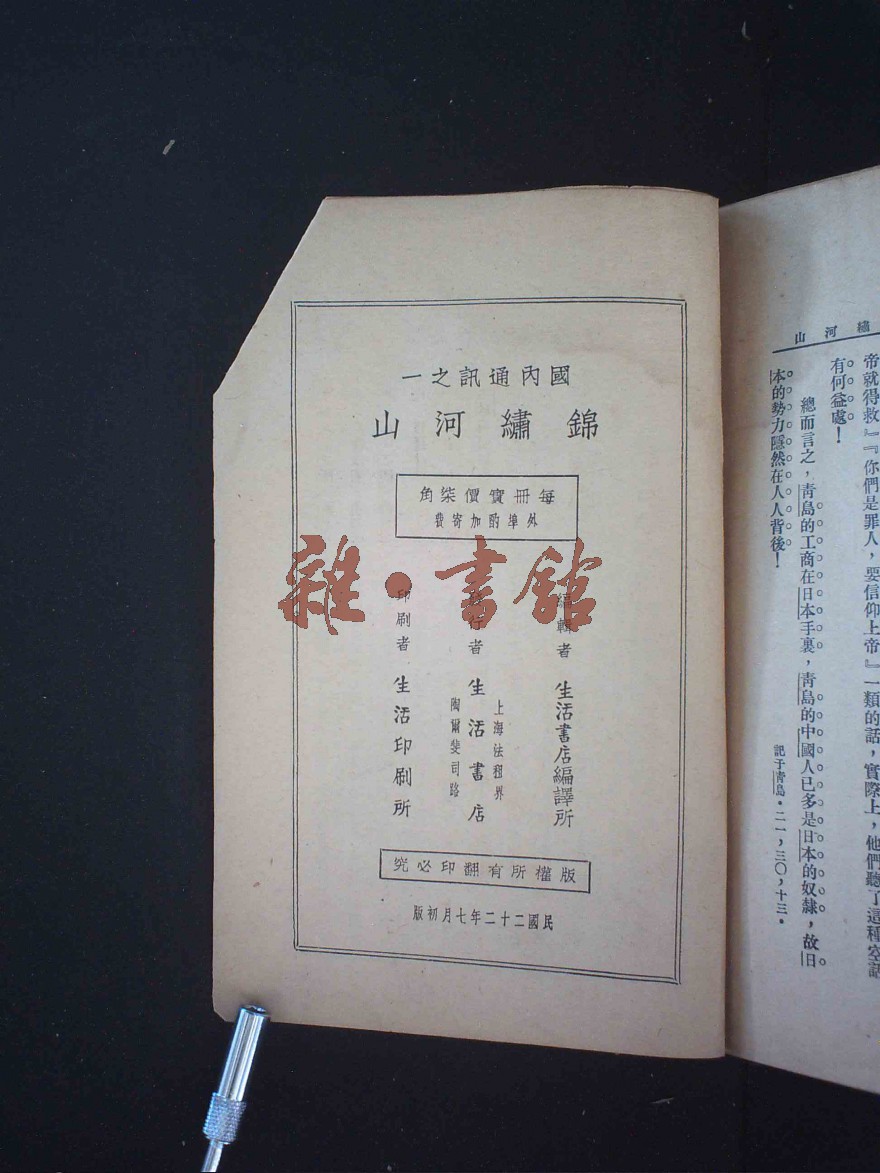 繡河山
帝就得救』『你們是罪人，要信仰上帝』一類的話，實際上，他們聽了這種空話
有何益處！
總而言之，青島的工商在日本手裏，青島的中國人已多是日本的奴隸，故日
本的勢力隱然在人人背後！
記于青島·二一，三〇，十三·
國內通訊之一
錦繡河山
每冊實價柒角
外埠酌加寄費
編輯者 生活書店編譯所
發行者 生活書店
上海法租界
陶爾斐司路
印刷者 生活印刷所
版權所有翻印必究
民國二十二年七月初版
雜·書館